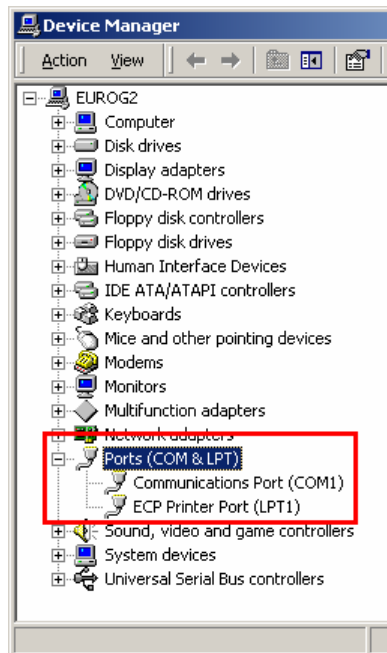 Device Manager
Action View
EUROG2
Computer
Disk drives
Display adapters
DVD/CD-ROM drives
Floppy disk controllers
Floppy disk drives
Human Interface Devices
IDE ATA/ATAPI controllers
Keyboards
Mice and other pointing devices
Modems
Monitors
Multifunction adapters
Network adapters
Ports (COM & LPT)
Communications Port (COM1)
ECP Printer Port (LPT1)
Sound, video and game controllers
System devices
Universal Serial Bus controllers